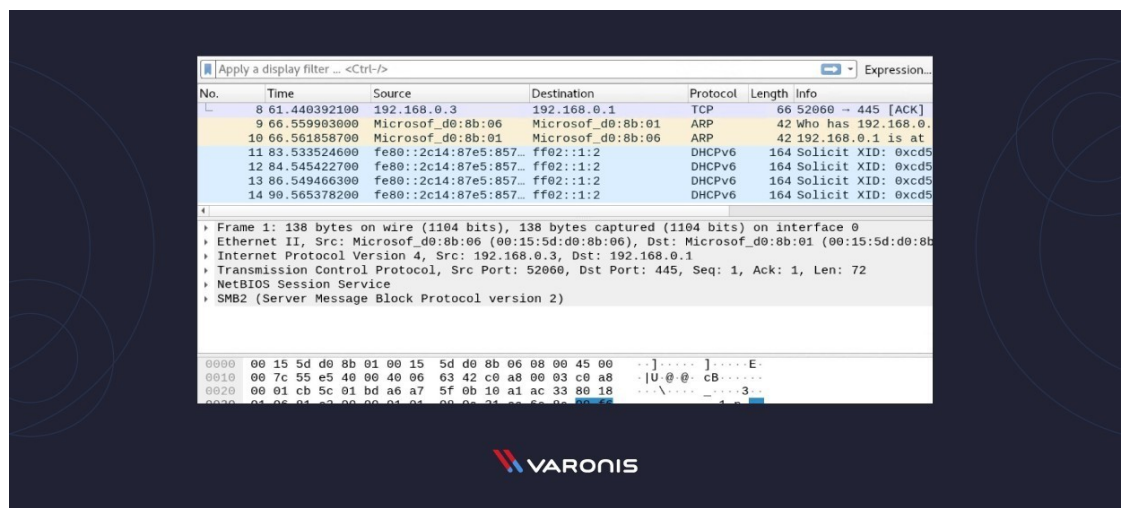 Apply a display filter ... <Ctrl-/> Expression...
No. Time Source Destination Protocol Length Info
8 61.440392100 192.168.0.3 192.168.0.1 TCP 66 52060 → 445 [ACK]
9 66.559903000 Microsof_d0:8b:06 Microsof_d0:8b:01 ARP 42 Who has 192.168.0.
10 66.561858700 Microsof_d0:8b:01 Microsof_d0:8b:06 ARP 42 192.168.0.1 is at
11 83.533524600 fe80::2c14:87e5:857… ff02::1:2 DHCPv6 164 Solicit XID: 0xcd5
12 84.545422700 fe80::2c14:87e5:857… ff02::1:2 DHCPv6 164 Solicit XID: 0xcd5
13 86.549466300 fe80::2c14:87e5:857… ff02::1:2 DHCPv6 164 Solicit XID: 0xcd5
14 90.565378200 fe80::2c14:87e5:857… ff02::1:2 DHCPv6 164 Solicit XID: 0xcd5
Frame 1: 138 bytes on wire (1104 bits), 138 bytes captured (1104 bits) on interface 0
Ethernet II, Src: Microsof_d0:8b:06 (00:15:5d:d0:8b:06), Dst: Microsof_d0:8b:01 (00:15:5d:d0:8b
Internet Protocol Version 4, Src: 192.168.0.3, Dst: 192.168.0.1
Transmission Control Protocol, Src Port: 52060, Dst Port: 445, Seq: 1, Ack: 1, Len: 72
NetBIOS Session Service
SMB2 (Server Message Block Protocol version 2)
0000 00 15 5d d0 8b 01 00 15 5d d0 8b 06 08 00 45 00 ··]····· ]·····E·
0010 00 7c 55 e5 40 00 40 06 63 42 c0 a8 00 03 c0 a8 ·|U·@·@· cB······
0020 00 01 cb 5c 01 bd a6 a7 5f 0b 10 a1 ac 33 80 18 ···\···· _····3··
VARONIS